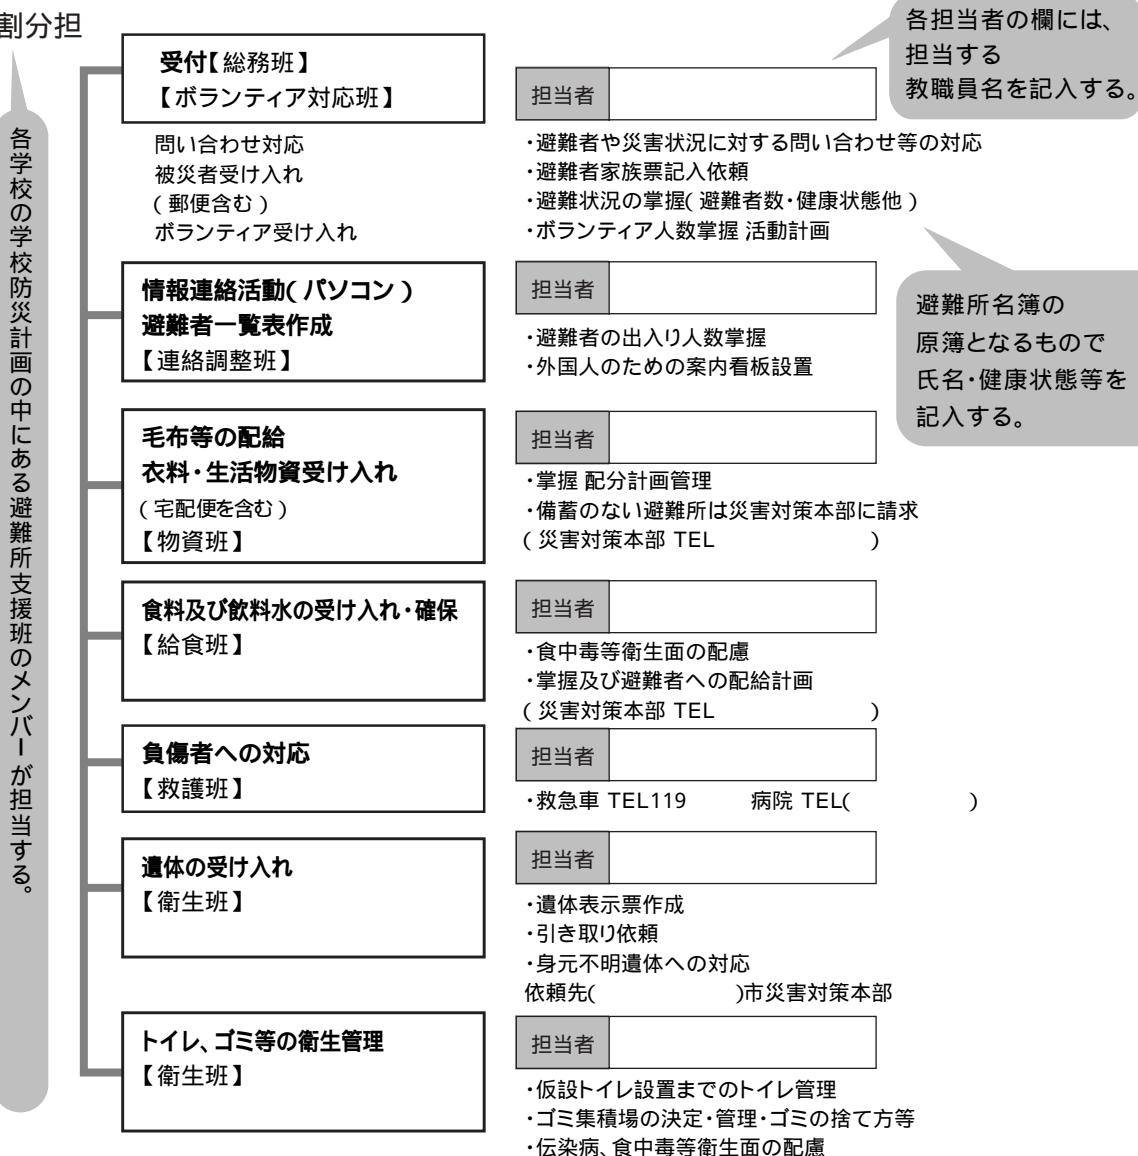 割分担
各学校の学校防災計画の中にある避難所支援班のメンバーが担当する。
受付【総務班】
【ボランティア対応班】
問い合わせ対応
被災者受け入れ
(郵便含む)
ボランティア受け入れ
担当者
各担当者の欄には、
担当する
教職員名を記入する。
・避難者や災害状況に対する問い合わせ等の対応
・避難者家族票記入依頼
・避難状況の掌握(避難者数・健康状態他)
・ボランティア人数掌握 活動計画
避難所名簿の
原簿となるもので
氏名・健康状態等を
記入する。
情報連絡活動(パソコン)
避難者一覧表作成
【連絡調整班】
担当者
・避難者の出入り人数掌握
・外国人のための案内看板設置
毛布等の配給
衣料・生活物資受け入れ
(宅配便を含む)
【物資班】
担当者
・掌握 配分計画管理
・備蓄のない避難所は災害対策本部に請求
(災害対策本部 TEL )
食料及び飲料水の受け入れ・確保
【給食班】
担当者
・食中毒等衛生面の配慮
・掌握及び避難者への配給計画
(災害対策本部 TEL )
負傷者への対応
【救護班】
担当者
・救急車 TEL119 病院 TEL( )
遺体の受け入れ
【衛生班】
担当者
・遺体表示票作成
・引き取り依頼
・身元不明遺体への対応
依頼先( )市災害対策本部
トイレ、ゴミ等の衛生管理
【衛生班】
担当者
・仮設トイレ設置までのトイレ管理
・ゴミ集積場の決定・管理・ゴミの捨て方等
・伝染病、食中毒等衛生面の配慮